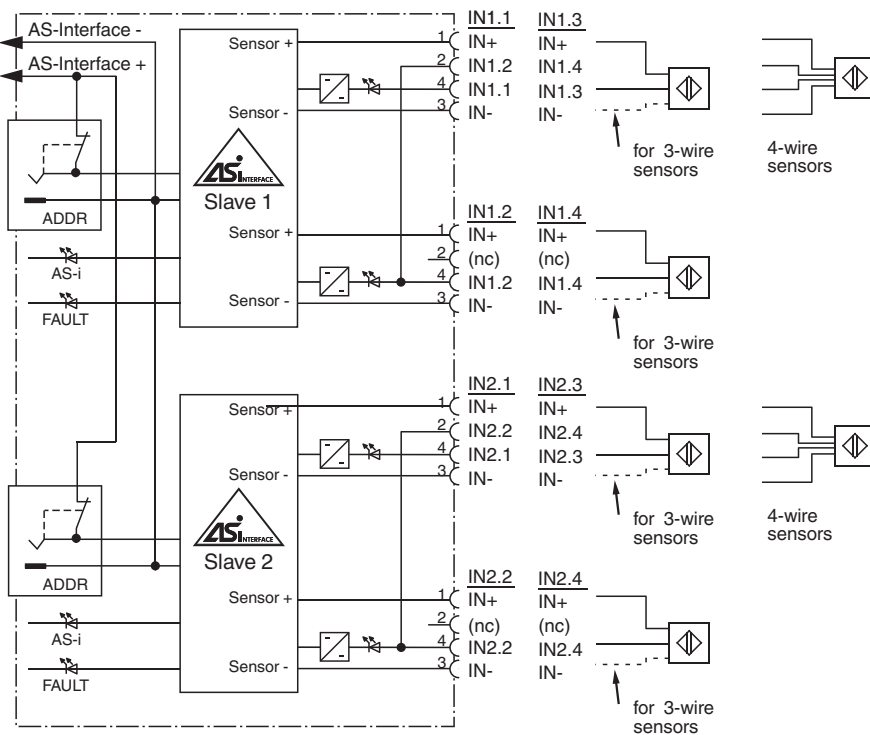 AS-Interface -
AS-Interface +
ADDR
AS-i
FAULT
Sensor +
Sensor -
ASI INTERFACE
Slave 1
Sensor +
Sensor -
IN1.1 IN1.3
1 IN+ IN+
2 IN1.2 IN1.4
4 IN1.1 IN1.3
3 IN- IN-
for 3-wire
sensors
4-wire
sensors
IN1.2 IN1.4
1 IN+ IN+
2 (nc) (nc)
4 IN1.2 IN1.4
3 IN- IN-
for 3-wire
sensors
ADDR
AS-i
FAULT
Sensor +
Sensor -
ASI INTERFACE
Slave 2
Sensor +
Sensor -
IN2.1 IN2.3
1 IN+ IN+
2 IN2.2 IN2.4
4 IN2.1 IN2.3
3 IN- IN-
for 3-wire
sensors
4-wire
sensors
IN2.2 IN2.4
1 IN+ IN+
2 (nc) (nc)
4 IN2.2 IN2.4
3 IN- IN-
for 3-wire
sensors